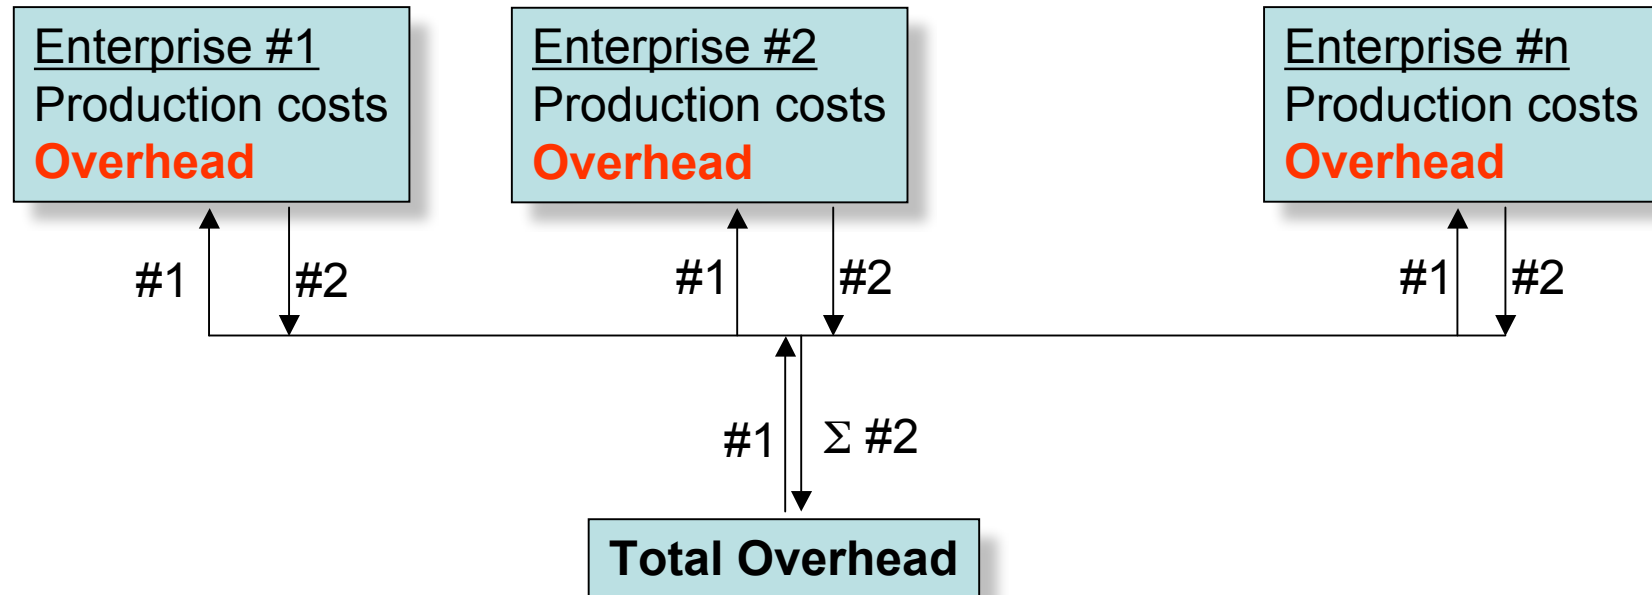 Enterprise #1
Production costs
Overhead
Enterprise #2
Production costs
Overhead
Enterprise #n
Production costs
Overhead
#1
#2
#1
#2
#1
#2
#1
Σ #2
Total Overhead